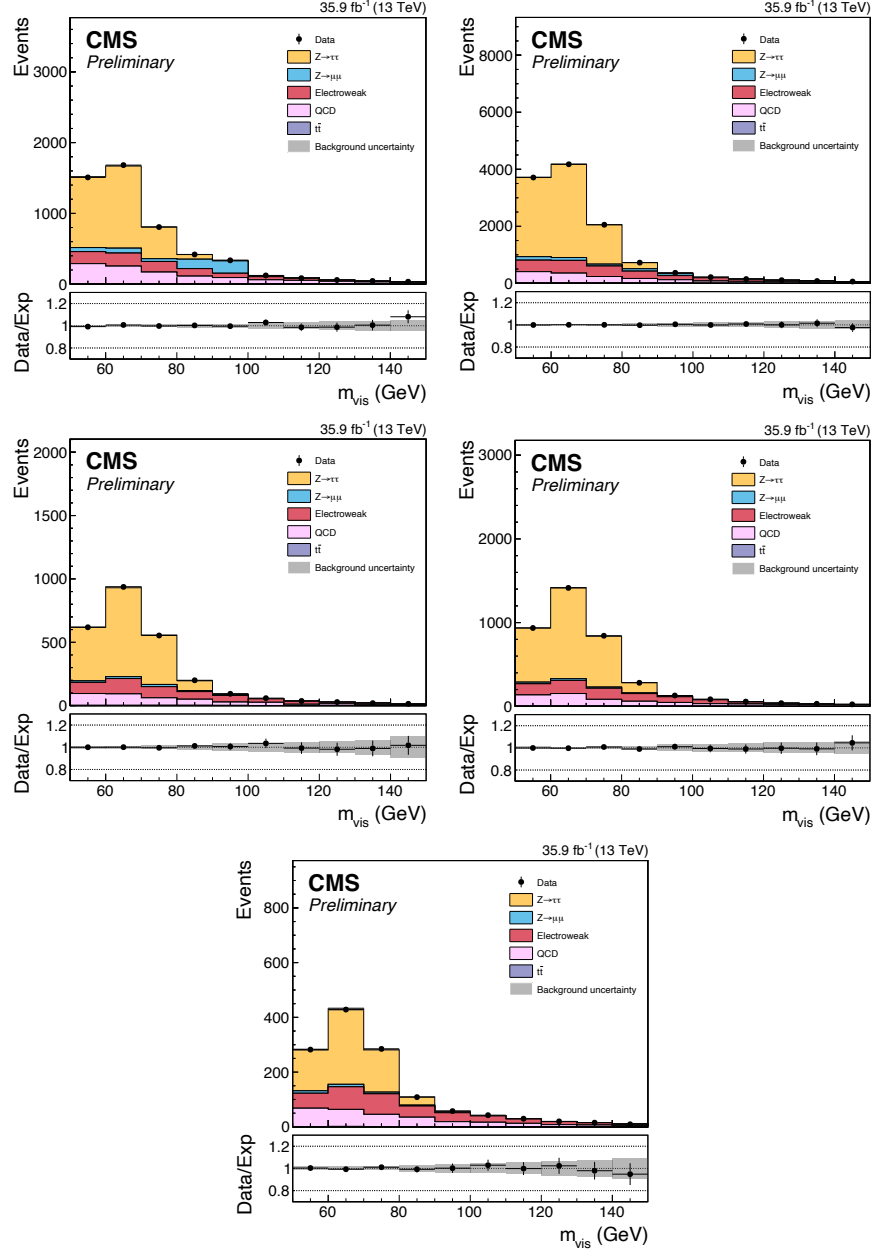 35.9 fb⁻¹ (13 TeV)
Events
3000
2000
1000
0
CMS
Preliminary
Data
Z→ττ
Z→μμ
Electroweak
QCD
tt̄
Background uncertainty
Data/Exp
1.2
1
0.8
60 80 100 120 140
m_vis (GeV)
35.9 fb⁻¹ (13 TeV)
Events
8000
6000
4000
2000
0
CMS
Preliminary
Data
Z→ττ
Z→μμ
Electroweak
QCD
tt̄
Background uncertainty
Data/Exp
1.2
1
0.8
60 80 100 120 140
m_vis (GeV)
35.9 fb⁻¹ (13 TeV)
Events
2000
1500
1000
500
0
CMS
Preliminary
Data
Z→ττ
Z→μμ
Electroweak
QCD
tt̄
Background uncertainty
Data/Exp
1.2
1
0.8
60 80 100 120 140
m_vis (GeV)
35.9 fb⁻¹ (13 TeV)
Events
3000
2000
1000
0
CMS
Preliminary
Data
Z→ττ
Z→μμ
Electroweak
QCD
tt̄
Background uncertainty
Data/Exp
1.2
1
0.8
60 80 100 120 140
m_vis (GeV)
35.9 fb⁻¹ (13 TeV)
Events
800
600
400
200
0
CMS
Preliminary
Data
Z→ττ
Z→μμ
Electroweak
QCD
tt̄
Background uncertainty
Data/Exp
1.2
1
0.8
60 80 100 120 140
m_vis (GeV)